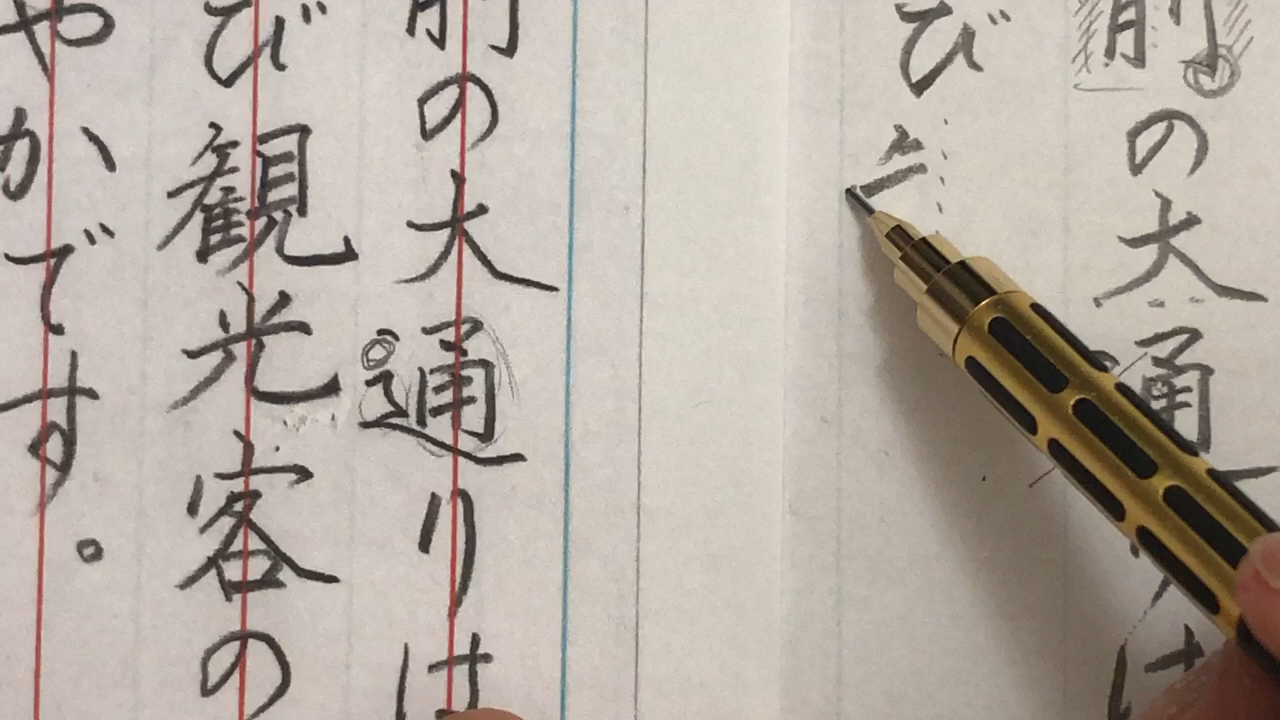 前の大通は
び
前の大通りは
び観光客の
やかです。